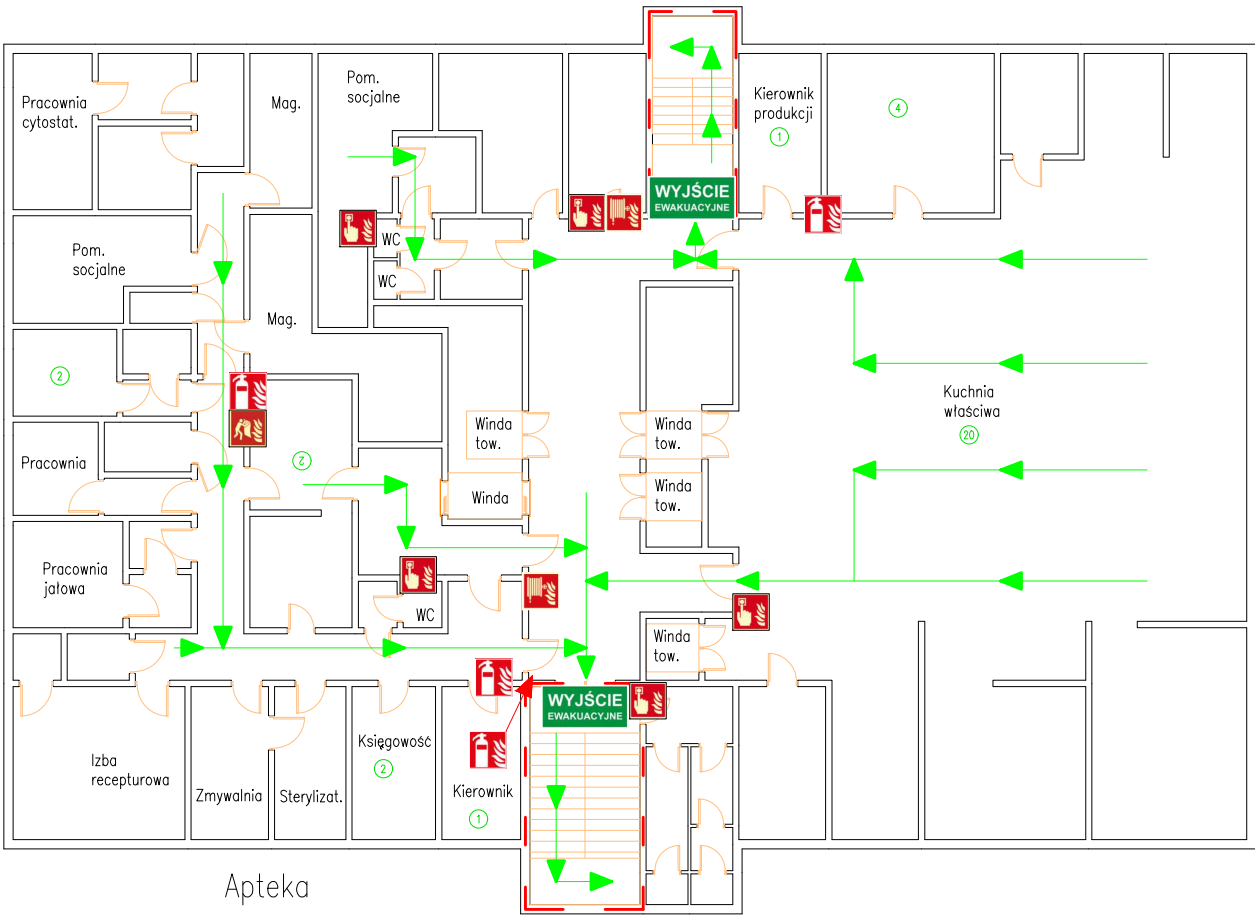 Pracownia
cytostat.
Mag.
Pom.
socjalne
Kierownik
produkcji
1
4
WYJŚCIE
EWAKUACYJNE
WC
WC
Pom.
socjalne
Mag.
2
Kuchnia
właściwa
20
Winda
tow.
Winda
tow.
Pracownia
2
Winda
Winda
tow.
Pracownia
jałowa
WC
Winda
tow.
WYJŚCIE
EWAKUACYJNE
Izba
recepturowa
Zmywalnia
Sterylizat.
Księgowość
2
Kierownik
1
Apteka